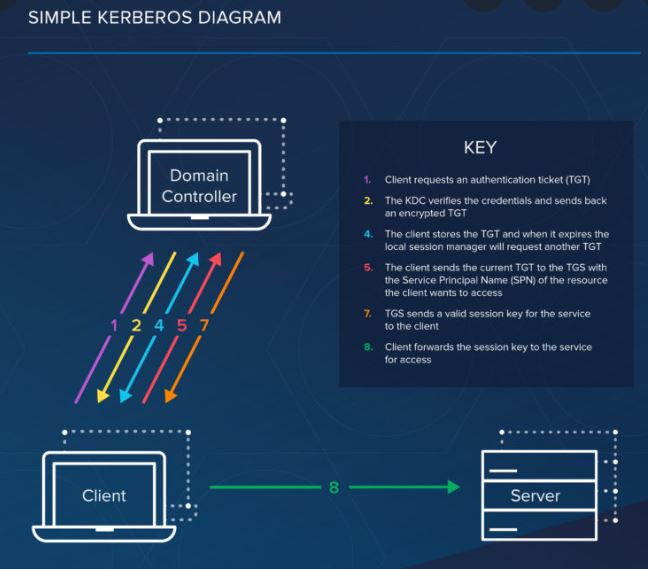 SIMPLE KERBEROS DIAGRAM
Domain
Controller
KEY
1. Client requests an authentication ticket (TGT)
2. The KDC verifies the credentials and sends back
an encrypted TGT
4. The client stores the TGT and when it expires the
local session manager will request another TGT
5. The client sends the current TGT to the TGS with
the Service Principal Name (SPN) of the resource
the client wants to access
7. TGS sends a valid session key for the service
to the client
8. Client forwards the session key to the service
for access
1 2 4 5 7
Client
8
Server